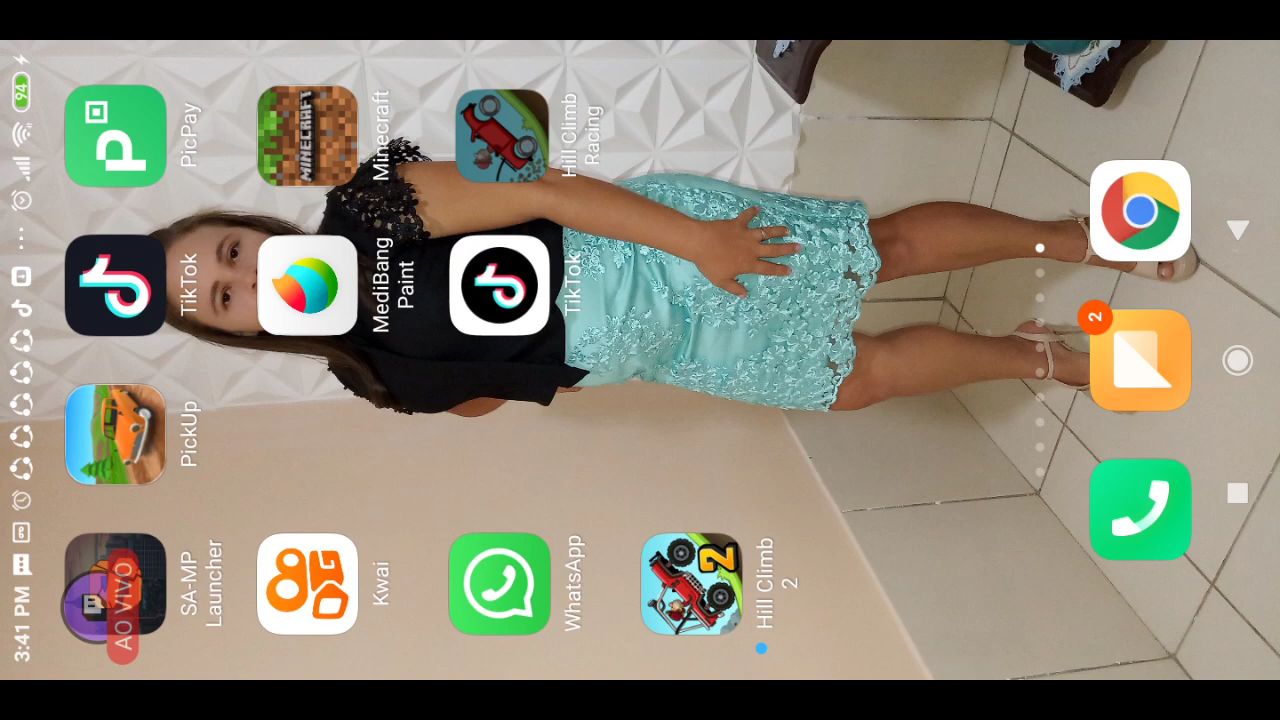 3:41 PM
94
AO VIVO
SA-MP
Launcher
PickUp
TikTok
PicPay
Kwai
MediBang
Paint
MINECRAFT
Minecraft
WhatsApp
TikTok
Hill Climb
Racing
2
Hill Climb
2
2